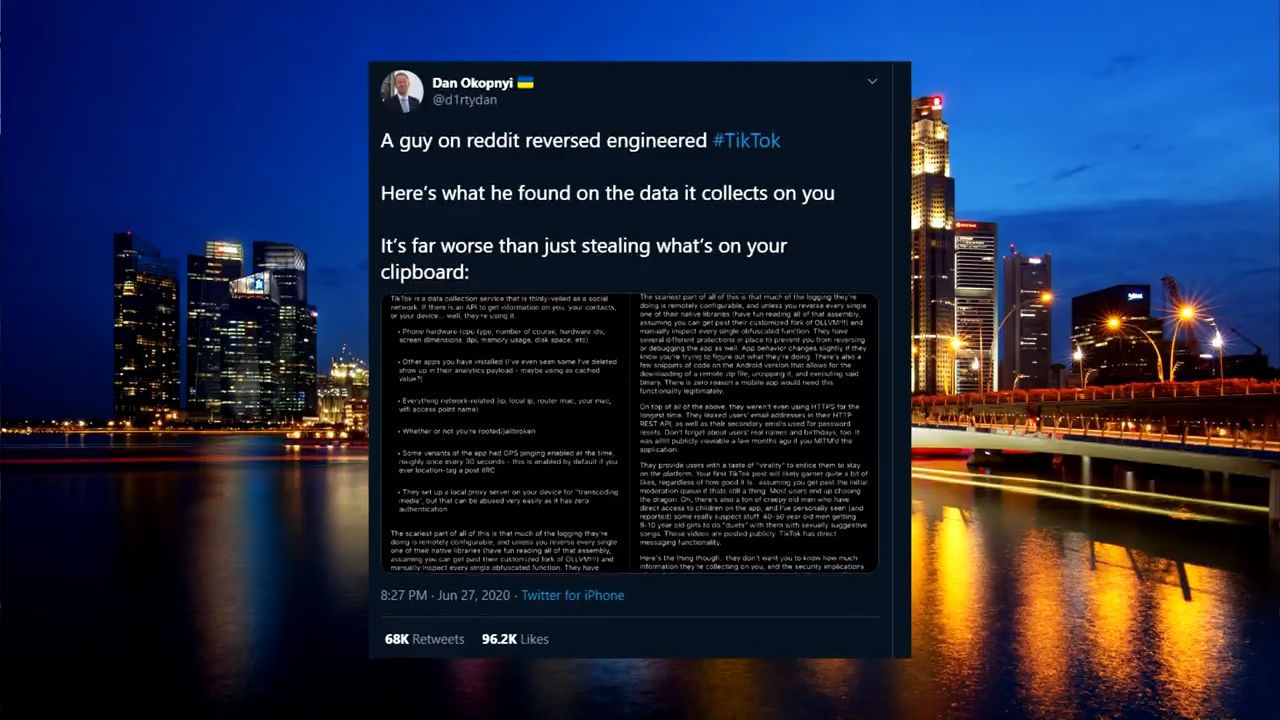 Dan Okopnyi
@d1rtydan
A guy on reddit reversed engineered #TikTok
Here’s what he found on the data it collects on you
It’s far worse than just stealing what’s on your
clipboard:
TikTok is a data collection service that is thinly-veiled as a social
network. If there is an API to get information on you, your contacts,
or your device... well, they're using it.
• Phone hardware (cpu type, number of course, hardware ids,
screen dimensions, dpi, memory usage, disk space, etc)
• Other apps you have installed (I've even seen some I've deleted
show up in their analytics payload - maybe using as cached
value?)
• Everything network-related (ip, local ip, router mac, your mac,
wifi access point name)
• Whether or not you're rooted/jailbroken
• Some variants of the app had GPS pinging enabled at the time,
roughly once every 30 seconds - this is enabled by default if you
ever location-tag a post IIRC
• They set up a local proxy server on your device for "transcoding
media", but that can be abused very easily as it has zero
authentication
The scariest part of all of this is that much of the logging they're
doing is remotely configurable, and unless you reverse every single
one of their native libraries (have fun reading all of that assembly,
assuming you can get past their customized fork of OLLVM!!!) and
manually inspect every single obfuscated function. They have
The scariest part of all of this is that much of the logging they're
doing is remotely configurable, and unless you reverse every single
one of their native libraries (have fun reading all of that assembly,
assuming you can get past their customized fork of OLLVM!!!) and
manually inspect every single obfuscated function. They have
several different protections in place to prevent you from reversing
or debugging the app as well. App behavior changes slightly if they
know you're trying to figure out what they're doing. There's also a
few snippets of code on the Android version that allows for the
downloading of a remote zip file, unzipping it, and executing said
binary. There is zero reason a mobile app would need this
functionality legitimately.
On top of all of the above, they weren't even using HTTPS for the
longest time. They leaked users' email addresses in their HTTP
REST API, as well as their secondary emails used for password
resets. Don't forget about users' real names and birthdays, too. It
was allllll publicly viewable a few months ago if you MITM'd the
application.
They provide users with a taste of "virality" to entice them to stay
on the platform. Your first TikTok post will likely garner quite a bit of
likes, regardless of how good it is.. assuming you get past the initial
moderation queue if thats still a thing. Most users end up chasing
the dragon. Oh, there's also a ton of creepy old men who have
direct access to children on the app, and I've personally seen (and
reported) some really suspect stuff. 40-50 year old men getting
8-10 year old girls to do "duets" with them with sexually suggestive
songs. Those videos are posted publicly. TikTok has direct
messaging functionality.
Here's the thing though.. they don't want you to know how much
information they're collecting on you, and the security implications
8:27 PM · Jun 27, 2020 · Twitter for iPhone
68K Retweets 96.2K Likes